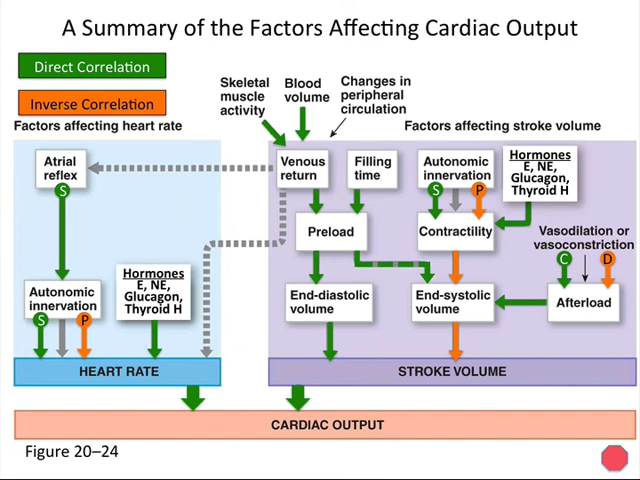 A Summary of the Factors Affecting Cardiac Output
Direct Correlation
Inverse Correlation
Skeletal
muscle
activity
Blood
volume
Changes in
peripheral
circulation
Factors affecting heart rate
Factors affecting stroke volume
Atrial
reflex
S
Venous
return
Filling
time
Autonomic
innervation
S
P
Hormones
E, NE,
Glucagon,
Thyroid H
Preload
Contractility
Vasodilation or
vasoconstriction
C
D
Hormones
E, NE,
Glucagon,
Thyroid H
Autonomic
innervation
S
P
End-diastolic
volume
End-systolic
volume
Afterload
HEART RATE
STROKE VOLUME
CARDIAC OUTPUT
Figure 20–24